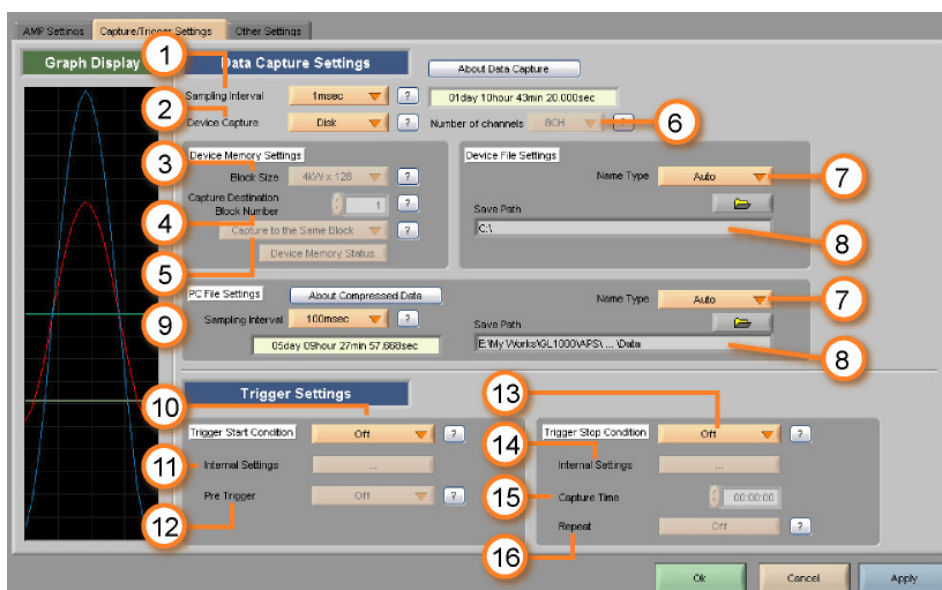 AMP Settings Capture/Trigger Settings Other Settings
Graph Display
Data Capture Settings
About Data Capture
1
Sampling Interval 1msec ? 01day 10hour 43min 20.000sec
2
Device Capture Disk ? Number of channels 8CH ? 6
Device Memory Settings
3
Block Size 4kW x 128 ?
Capture Destination
Block Number 1 ?
4
Capture to the Same Block ?
5
Device Memory Status
Device File Settings
Name Type Auto 7
Save Path
C:\ 8
PC File Settings About Compressed Data
9
Sampling Interval 100msec ?
05day 09hour 27min 57.668sec
Name Type Auto 7
Save Path
E:\My Works\GL1000\APS\ ... \Data 8
Trigger Settings
10
Trigger Start Condition Off ?
11
Internal Settings ...
Pre Trigger Off ?
12
13
Trigger Stop Condition Off ?
14
Internal Settings ...
15
Capture Time 00:00:00
Repeat Off ?
16
Ok Cancel Apply